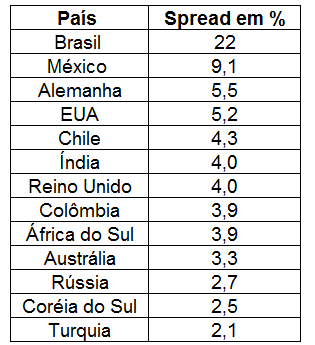 País Spread em %
Brasil 22
México 9,1
Alemanha 5,5
EUA 5,2
Chile 4,3
Índia 4,0
Reino Unido 4,0
Colômbia 3,9
África do Sul 3,9
Austrália 3,3
Rússia 2,7
Coréia do Sul 2,5
Turquia 2,1